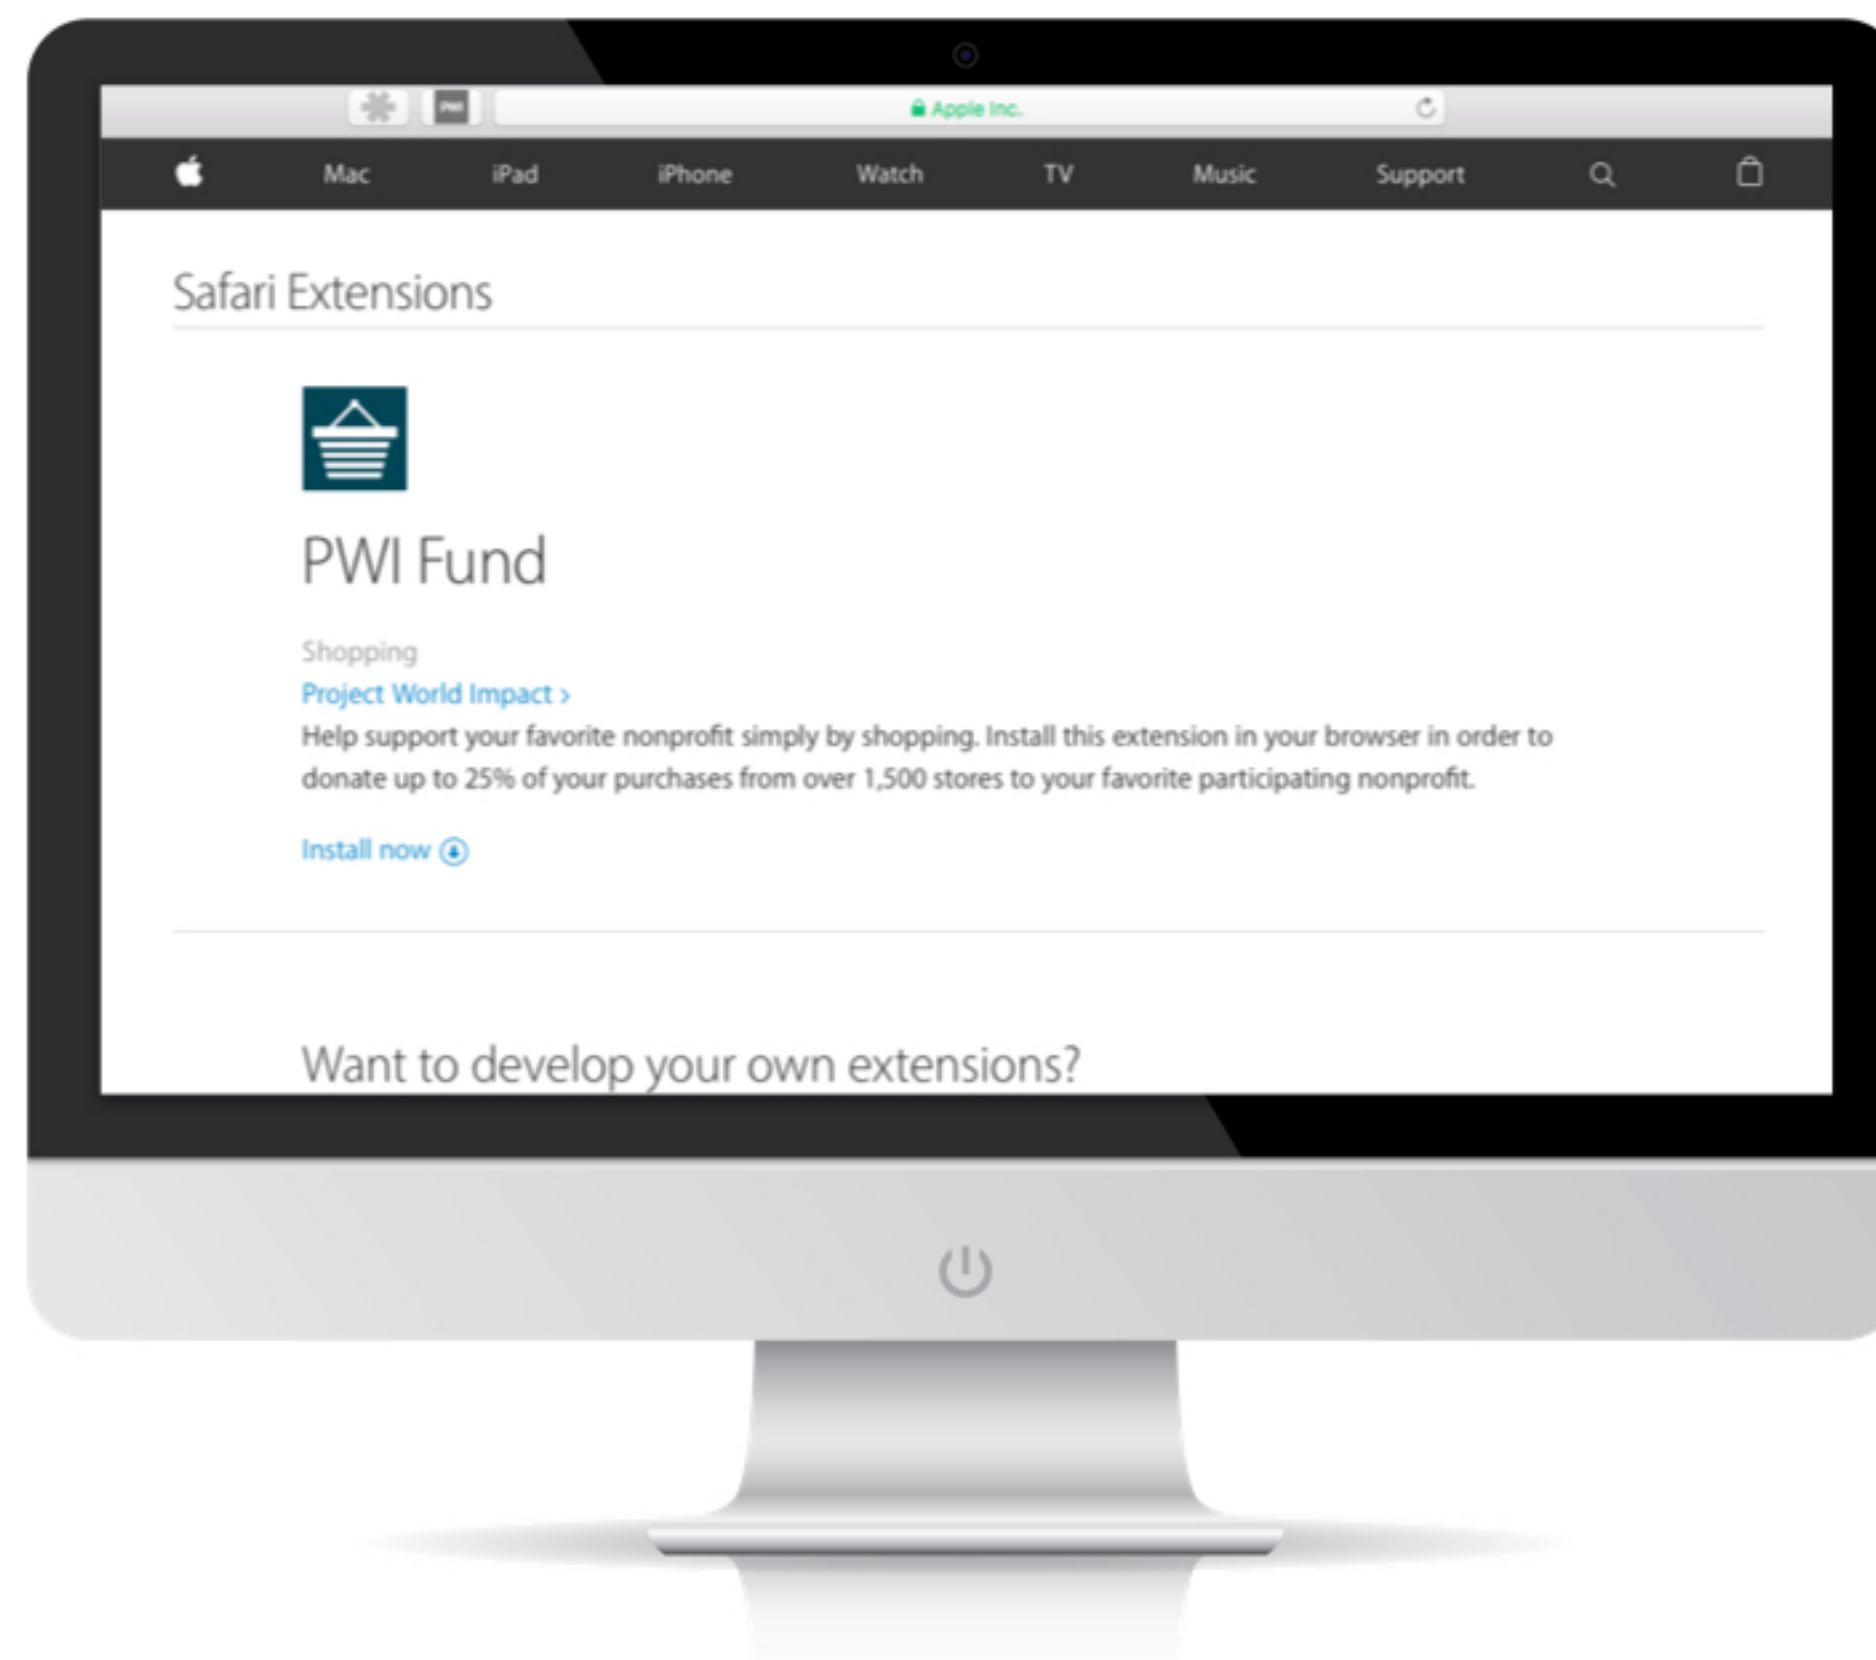 Apple Inc.
Mac iPad iPhone Watch TV Music Support
Safari Extensions
PWI Fund
Shopping
Project World Impact >
Help support your favorite nonprofit simply by shopping. Install this extension in your browser in order to
donate up to 25% of your purchases from over 1,500 stores to your favorite participating nonprofit.
Install now
Want to develop your own extensions?